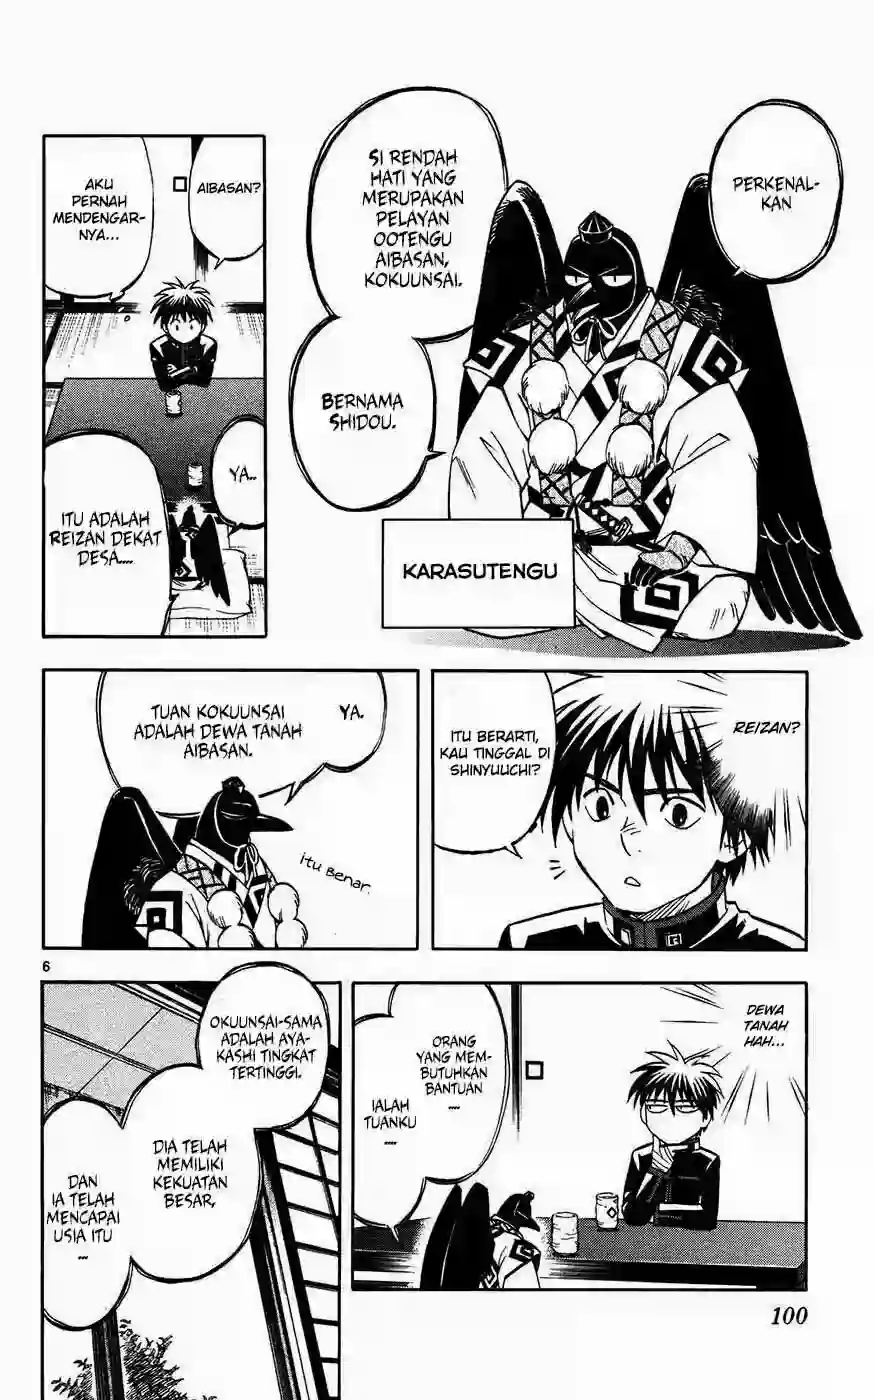 PERKENAL-
KAN
SI RENDAH
HATI YANG
MERUPAKAN
PELAYAN
OOTENGU
AIBASAN,
KOKUUNSAI.
BERNAMA
SHIDOU.
KARASUTENGU
AIBASAN?
AKU
PERNAH
MENDENGAR-
NYA...
YA..
ITU ADALAH
REIZAN DEKAT
DESA....
REIZAN?
ITU BERARTI,
KAU TINGGAL DI
SHINYUUCHI?
YA.
TUAN KOKUUNSAI
ADALAH DEWA TANAH
AIBASAN.
itu benar.
6
DEWA
TANAH
HAH...
ORANG
YANG MEM-
BUTUHKAN
BANTUAN
....
IALAH
TUANKU
....
OKUUNSAI-SAMA
ADALAH AYA-
KASHI TINGKAT
TERTINGGI.
DIA TELAH
MEMILIKI
KEKUATAN
BESAR,
DAN
IA TELAH
MENCAPAI
USIA ITU
....
100